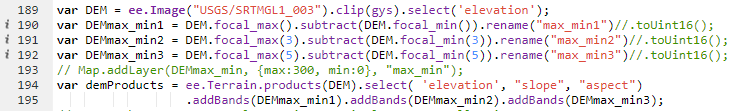 189 var DEM = ee.Image("USGS/SRTMGL1_003").clip(gys).select('elevation');
i 190 var DEMmax_min1 = DEM.focal_max().subtract(DEM.focal_min()).rename("max_min1")//.toUint16();
i 191 var DEMmax_min2 = DEM.focal_max(3).subtract(DEM.focal_min(3)).rename("max_min2")//.toUint16();
i 192 var DEMmax_min3 = DEM.focal_max(5).subtract(DEM.focal_min(5)).rename("max_min3")//.toUint16();
193 // Map.addLayer(DEMmax_min, {max:300, min:0}, "max_min");
194 var demProducts = ee.Terrain.products(DEM).select( 'elevation', "slope", "aspect")
195 .addBands(DEMmax_min1).addBands(DEMmax_min2).addBands(DEMmax_min3);